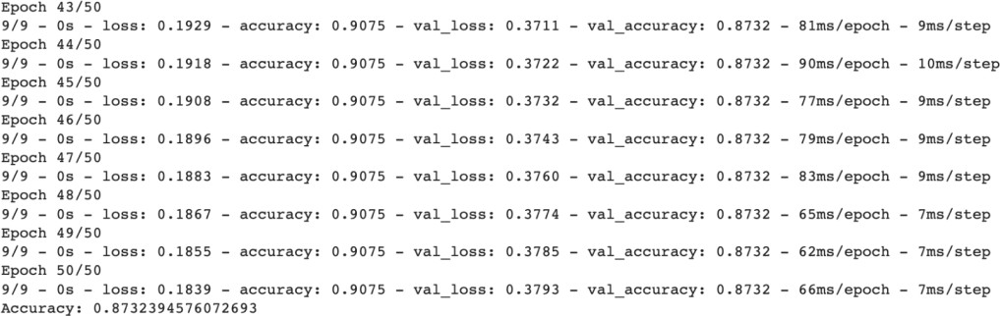 Epoch 43/50
9/9 - 0s - loss: 0.1929 - accuracy: 0.9075 - val_loss: 0.3711 - val_accuracy: 0.8732 - 81ms/epoch - 9ms/step
Epoch 44/50
9/9 - 0s - loss: 0.1918 - accuracy: 0.9075 - val_loss: 0.3722 - val_accuracy: 0.8732 - 90ms/epoch - 10ms/step
Epoch 45/50
9/9 - 0s - loss: 0.1908 - accuracy: 0.9075 - val_loss: 0.3732 - val_accuracy: 0.8732 - 77ms/epoch - 9ms/step
Epoch 46/50
9/9 - 0s - loss: 0.1896 - accuracy: 0.9075 - val_loss: 0.3743 - val_accuracy: 0.8732 - 79ms/epoch - 9ms/step
Epoch 47/50
9/9 - 0s - loss: 0.1883 - accuracy: 0.9075 - val_loss: 0.3760 - val_accuracy: 0.8732 - 83ms/epoch - 9ms/step
Epoch 48/50
9/9 - 0s - loss: 0.1867 - accuracy: 0.9075 - val_loss: 0.3774 - val_accuracy: 0.8732 - 65ms/epoch - 7ms/step
Epoch 49/50
9/9 - 0s - loss: 0.1855 - accuracy: 0.9075 - val_loss: 0.3785 - val_accuracy: 0.8732 - 62ms/epoch - 7ms/step
Epoch 50/50
9/9 - 0s - loss: 0.1839 - accuracy: 0.9075 - val_loss: 0.3793 - val_accuracy: 0.8732 - 66ms/epoch - 7ms/step
Accuracy: 0.8732394576072693